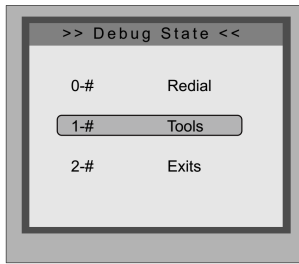 >> Debug State <<
0-# Redial
1-# Tools
2-# Exits